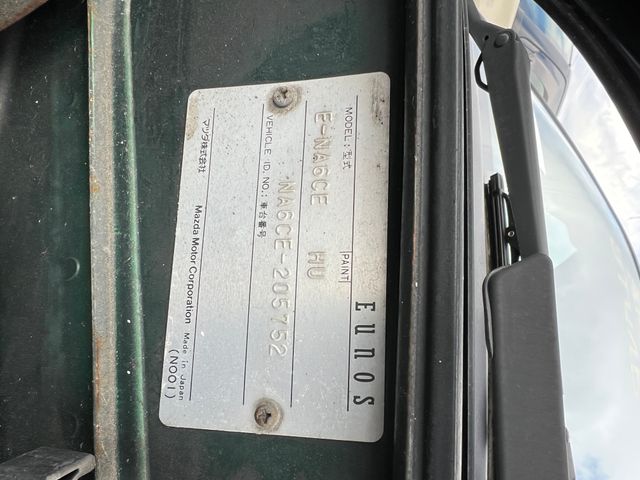 Eunos
MODEL: 型式 PAINT
E-NA6CE HU
VEHICLE ID. NO.: 車台番号
NA6CE-205752
マツダ株式会社 Mazda Motor Corporation Made in Japan
(N001)